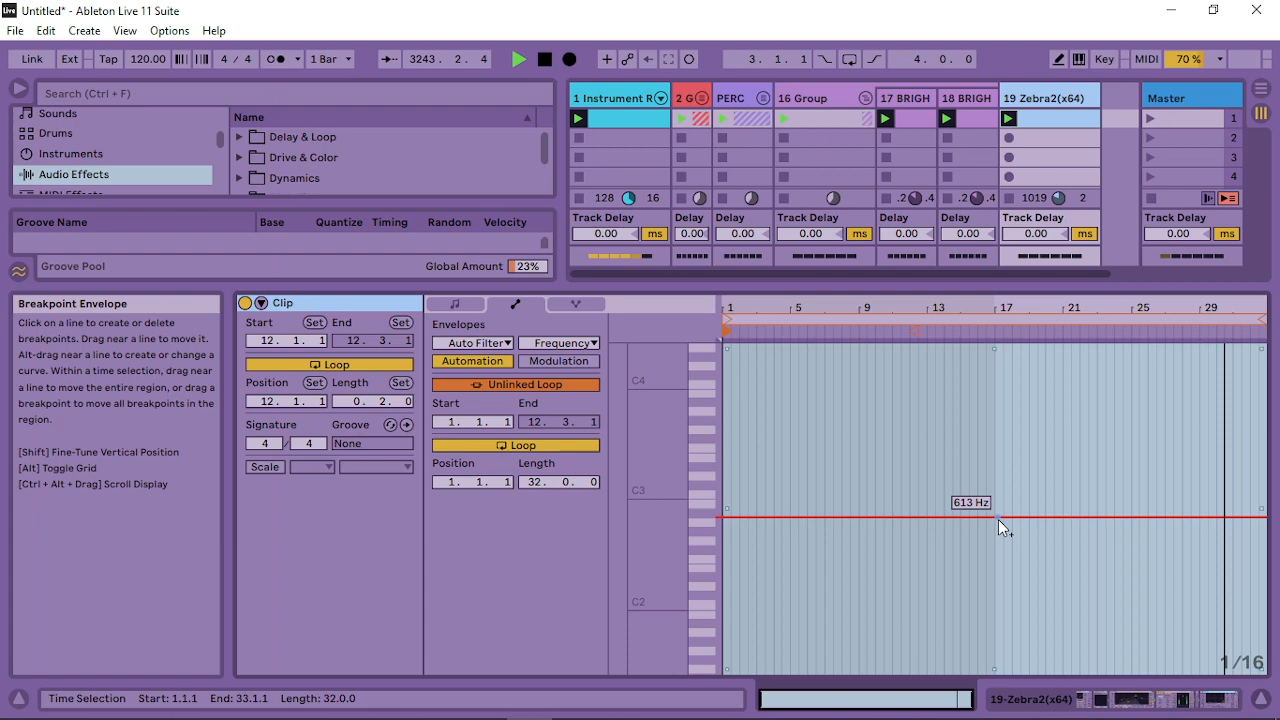 Live Untitled* - Ableton Live 11 Suite
File Edit Create View Options Help
Link Ext Tap 120.00 4 / 4 1 Bar 3243. 2. 4 3. 1. 1 4. 0. 0 Key MIDI 70 %
Search (Ctrl + F)
Sounds
Drums
Instruments
Audio Effects
MIDI Effects
Name
Delay & Loop
Drive & Color
Dynamics
1 Instrument R 2 G PERC 16 Group 17 BRIGH 18 BRIGH 19 Zebra2(x64) Master
1
2
3
4
128 16 .2 .4 .2 .4 1019 2
Track Delay Delay Delay Track Delay Delay Delay Track Delay Track Delay
0.00 ms 0.00 0.00 0.00 ms 0.00 0.00 0.00 ms 0.00 ms
Groove Name Base Quantize Timing Random Velocity
Groove Pool Global Amount 23%
Breakpoint Envelope
Click on a line to create or delete
breakpoints. Drag near a line to move it.
Alt-drag near a line to create or change a
curve. Within a time selection, drag near
a line to move the entire region, or drag a
breakpoint to move all breakpoints in the
region.
[Shift] Fine-Tune Vertical Position
[Alt] Toggle Grid
[Ctrl + Alt + Drag] Scroll Display
Clip
Start Set End Set
12. 1. 1 12. 3. 1
Loop
Position Set Length Set
12. 1. 1 0. 2. 0
Signature Groove
4 / 4 None
Scale
Envelopes
Auto Filter Frequency
Automation Modulation
Unlinked Loop
Start End
1. 1. 1 12. 3. 1
Loop
Position Length
1. 1. 1 32. 0. 0
1 5 9 13 17 21 25 29
C4
C3
C2
613 Hz
1/16
Time Selection Start: 1.1.1 End: 33.1.1 Length: 32.0.0
19-Zebra2(x64)